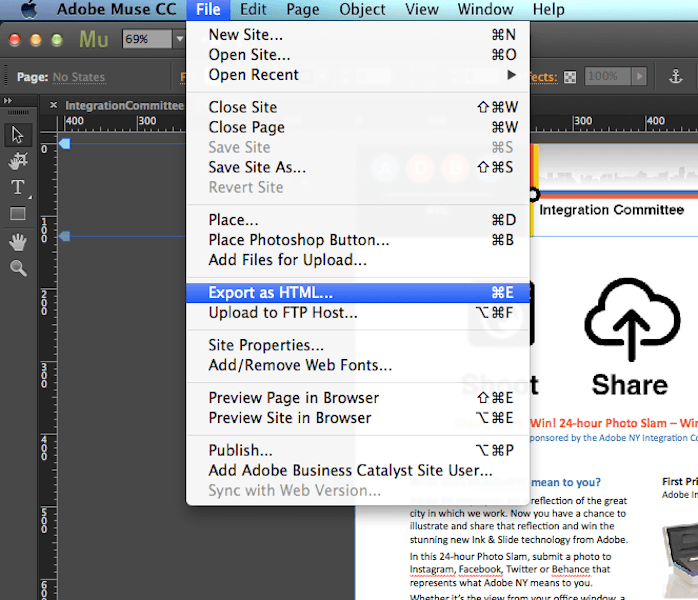 Adobe Muse CC File Edit Page Object View Window Help
Mu 69%
Page: No States 100%
IntegrationCommittee
400 300 300 400
New Site... ⌘N
Open Site... ⌘O
Open Recent ▶
Close Site ⇧⌘W
Close Page ⌘W
Save Site ⌘S
Save Site As... ⇧⌘S
Revert Site
Place... ⌘D
Place Photoshop Button... ⌘B
Add Files for Upload...
Export as HTML... ⌘E
Upload to FTP Host... ⌥⌘F
Site Properties...
Add/Remove Web Fonts...
Preview Page in Browser ⇧⌘E
Preview Site in Browser ⌥⌘E
Publish... ⌥⌘P
Add Adobe Business Catalyst Site User...
Sync with Web Version...
0
100
200
300
400
500
Integration Committee
Shoot Share
Win! 24-hour Photo Slam – Wi
ponsored by the Adobe NY Integration Co
mean to you? First Pri
reflection of the great Adobe In
city in which we work. Now you have a chance to
illustrate and share that reflection and win the
stunning new Ink & Slide technology from Adobe.
In this 24-hour Photo Slam, submit a photo to
Instagram, Facebook, Twitter or Behance that
represents what Adobe NY means to you.
Whether it's the view from your office window, a